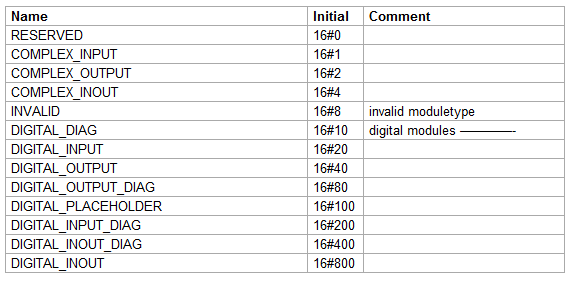 Name Initial Comment
RESERVED 16#0
COMPLEX_INPUT 16#1
COMPLEX_OUTPUT 16#2
COMPLEX_INOUT 16#4
INVALID 16#8 invalid moduletype
DIGITAL_DIAG 16#10 digital modules —————-
DIGITAL_INPUT 16#20
DIGITAL_OUTPUT 16#40
DIGITAL_OUTPUT_DIAG 16#80
DIGITAL_PLACEHOLDER 16#100
DIGITAL_INPUT_DIAG 16#200
DIGITAL_INOUT_DIAG 16#400
DIGITAL_INOUT 16#800